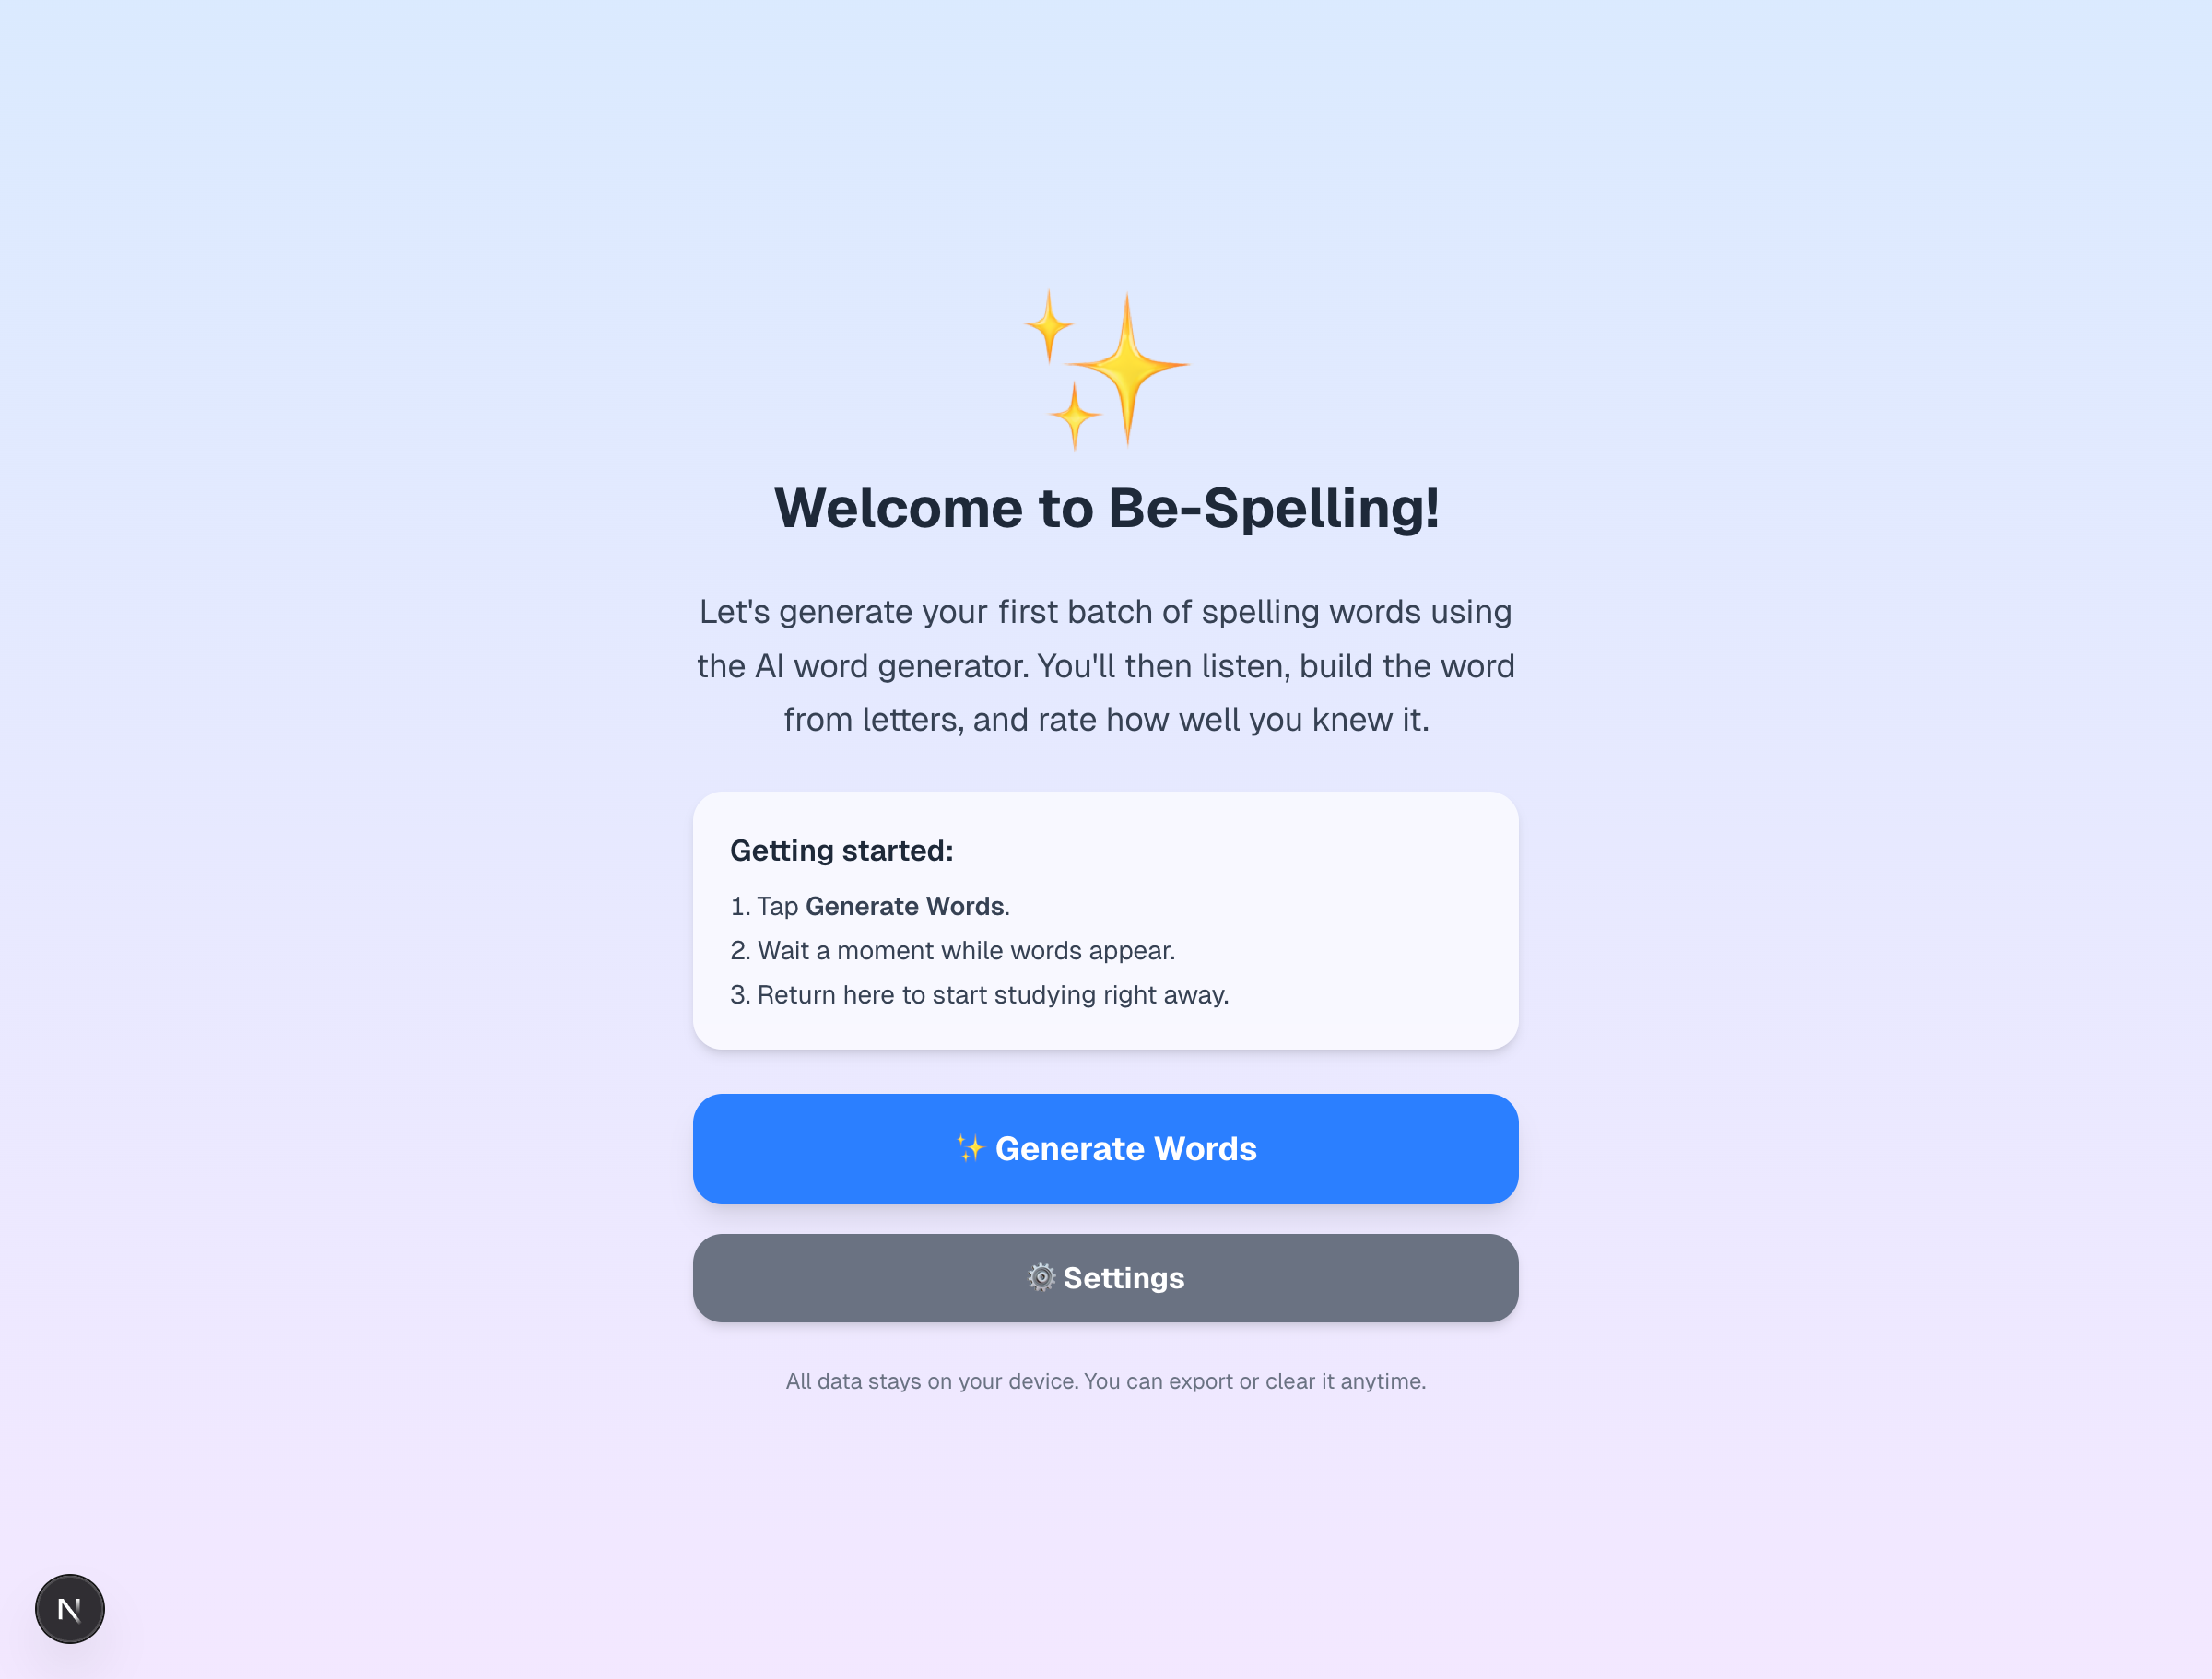 Welcome to Be-Spelling!
Let's generate your first batch of spelling words using
the AI word generator. You'll then listen, build the word
from letters, and rate how well you knew it.
Getting started:
1. Tap Generate Words.
2. Wait a moment while words appear.
3. Return here to start studying right away.
✨ Generate Words
⚙️ Settings
All data stays on your device. You can export or clear it anytime.
N